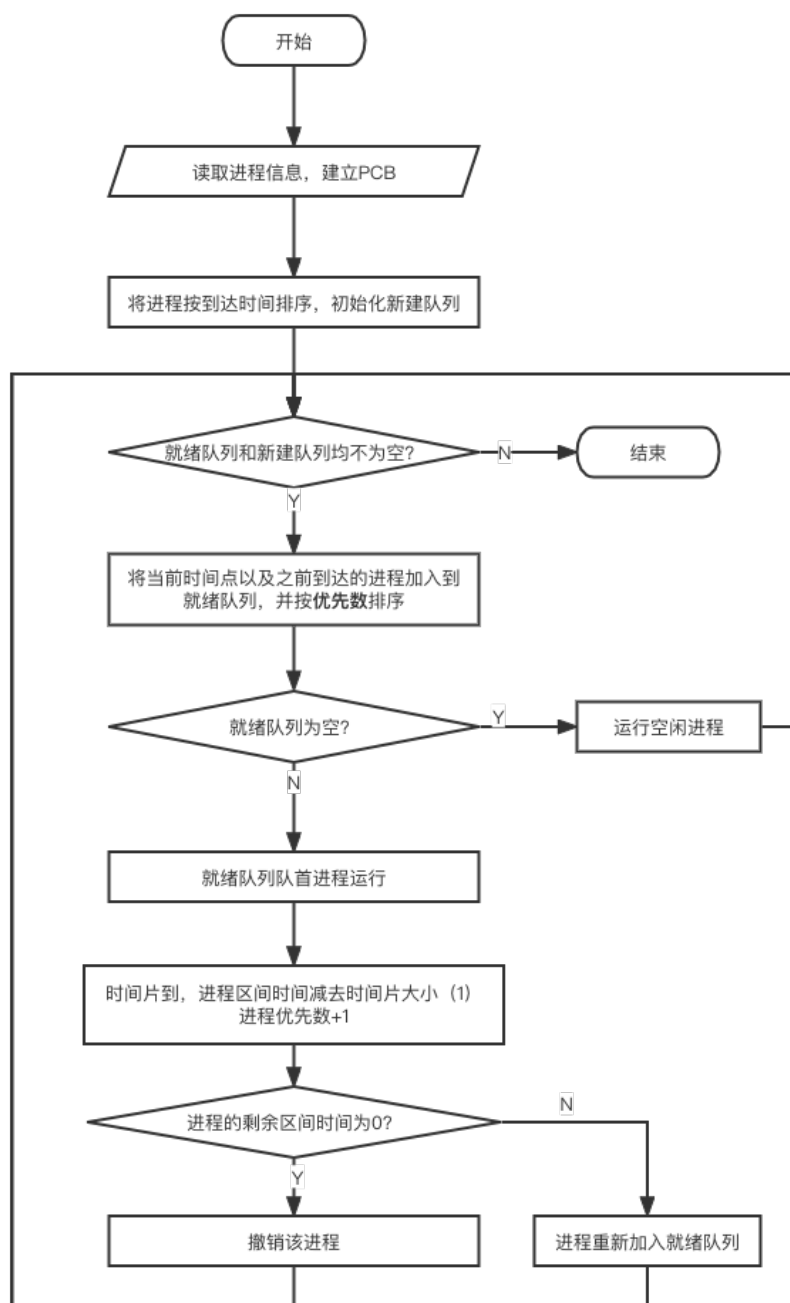 开始
读取进程信息，建立PCB
将进程按到达时间排序，初始化新建队列
就绪队列和新建队列均不为空?
N
结束
Y
将当前时间点以及之前到达的进程加入到
就绪队列，并按优先数排序
就绪队列为空?
Y
运行空闲进程
N
就绪队列队首进程运行
时间片到，进程区间时间减去时间片大小（1）
进程优先数+1
进程的剩余区间时间为0?
N
Y
撤销该进程
进程重新加入就绪队列